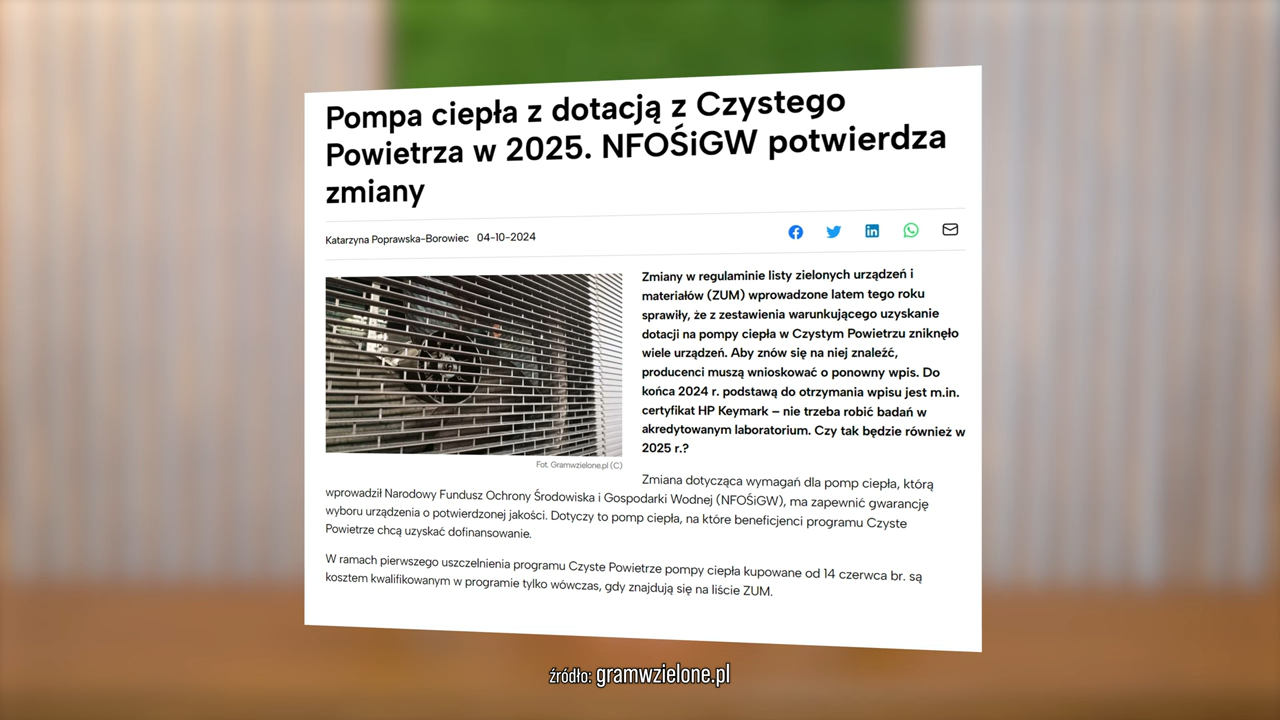 Pompa ciepła z dotacją z Czystego
Powietrza w 2025. NFOŚiGW potwierdza
zmiany
Katarzyna Poprawska-Borowiec 04-10-2024
Zmiany w regulaminie listy zielonych urządzeń i
materiałów (ZUM) wprowadzone latem tego roku
sprawiły, że z zestawienia warunkującego uzyskanie
dotacji na pompy ciepła w Czystym Powietrzu zniknęło
wiele urządzeń. Aby znów się na niej znaleźć,
producenci muszą wnioskować o ponowny wpis. Do
końca 2024 r. podstawą do otrzymania wpisu jest m.in.
certyfikat HP Keymark – nie trzeba robić badań w
akredytowanym laboratorium. Czy tak będzie również w
2025 r.?
Fot. Gramwzielone.pl (C)
Zmiana dotycząca wymagań dla pomp ciepła, którą
wprowadził Narodowy Fundusz Ochrony Środowiska i Gospodarki Wodnej (NFOŚiGW), ma zapewnić gwarancję
wyboru urządzenia o potwierdzonej jakości. Dotyczy to pomp ciepła, na które beneficjenci programu Czyste
Powietrze chcą uzyskać dofinansowanie.
W ramach pierwszego uszczelnienia programu Czyste Powietrze pompy ciepła kupowane od 14 czerwca br. są
kosztem kwalifikowanym w programie tylko wówczas, gdy znajdują się na liście ZUM.
źródło: gramwzielone.pl